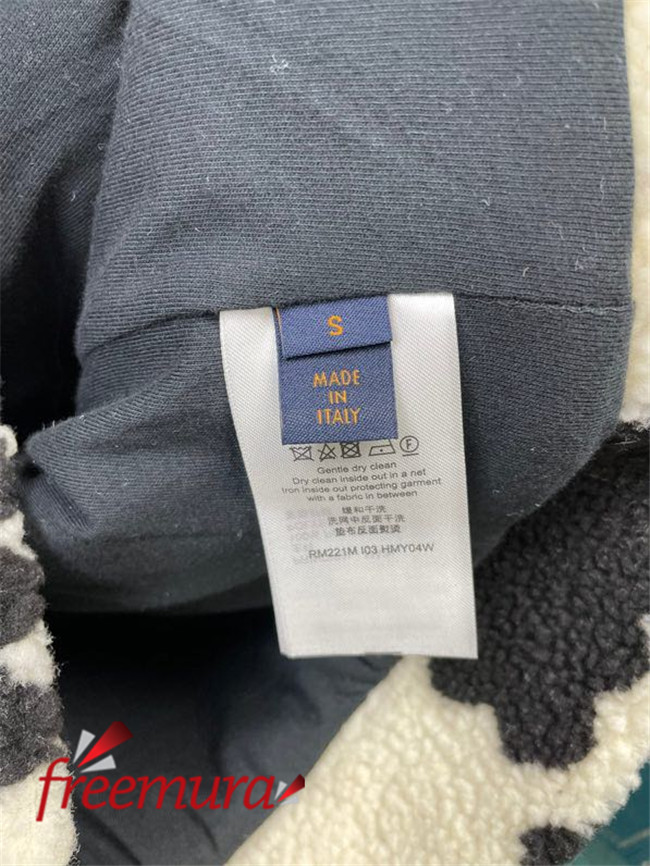 S
MADE
IN
ITALY
F
Gentle dry clean
Dry clean inside out in a net
Iron inside out protecting garment
with a fabric in between
缓和干洗
洗网中反面干洗
垫布反面熨烫
RM221M I03 HMY04W
freemura